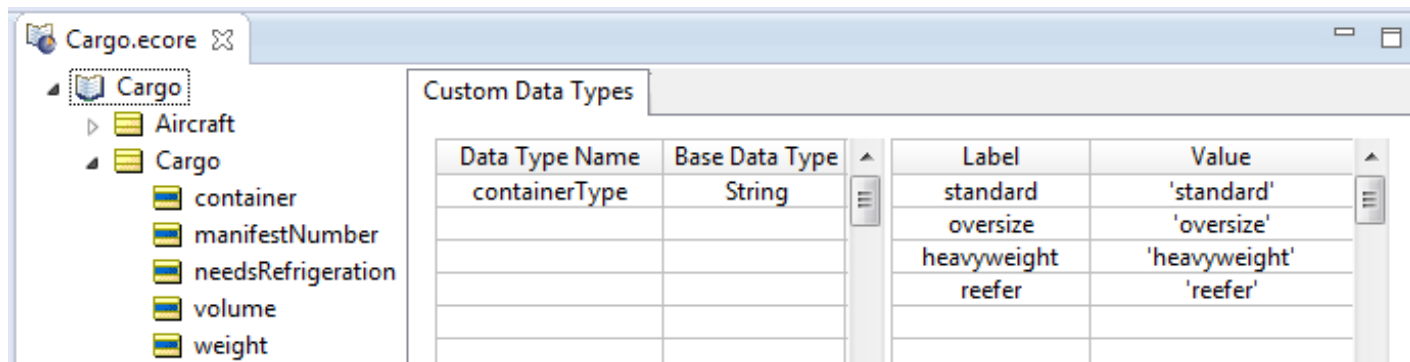 Cargo.ecore
Cargo
Aircraft
Cargo
container
manifestNumber
needsRefrigeration
volume
weight
Custom Data Types
Data Type Name Base Data Type
containerType String
Label Value
standard 'standard'
oversize 'oversize'
heavyweight 'heavyweight'
reefer 'reefer'